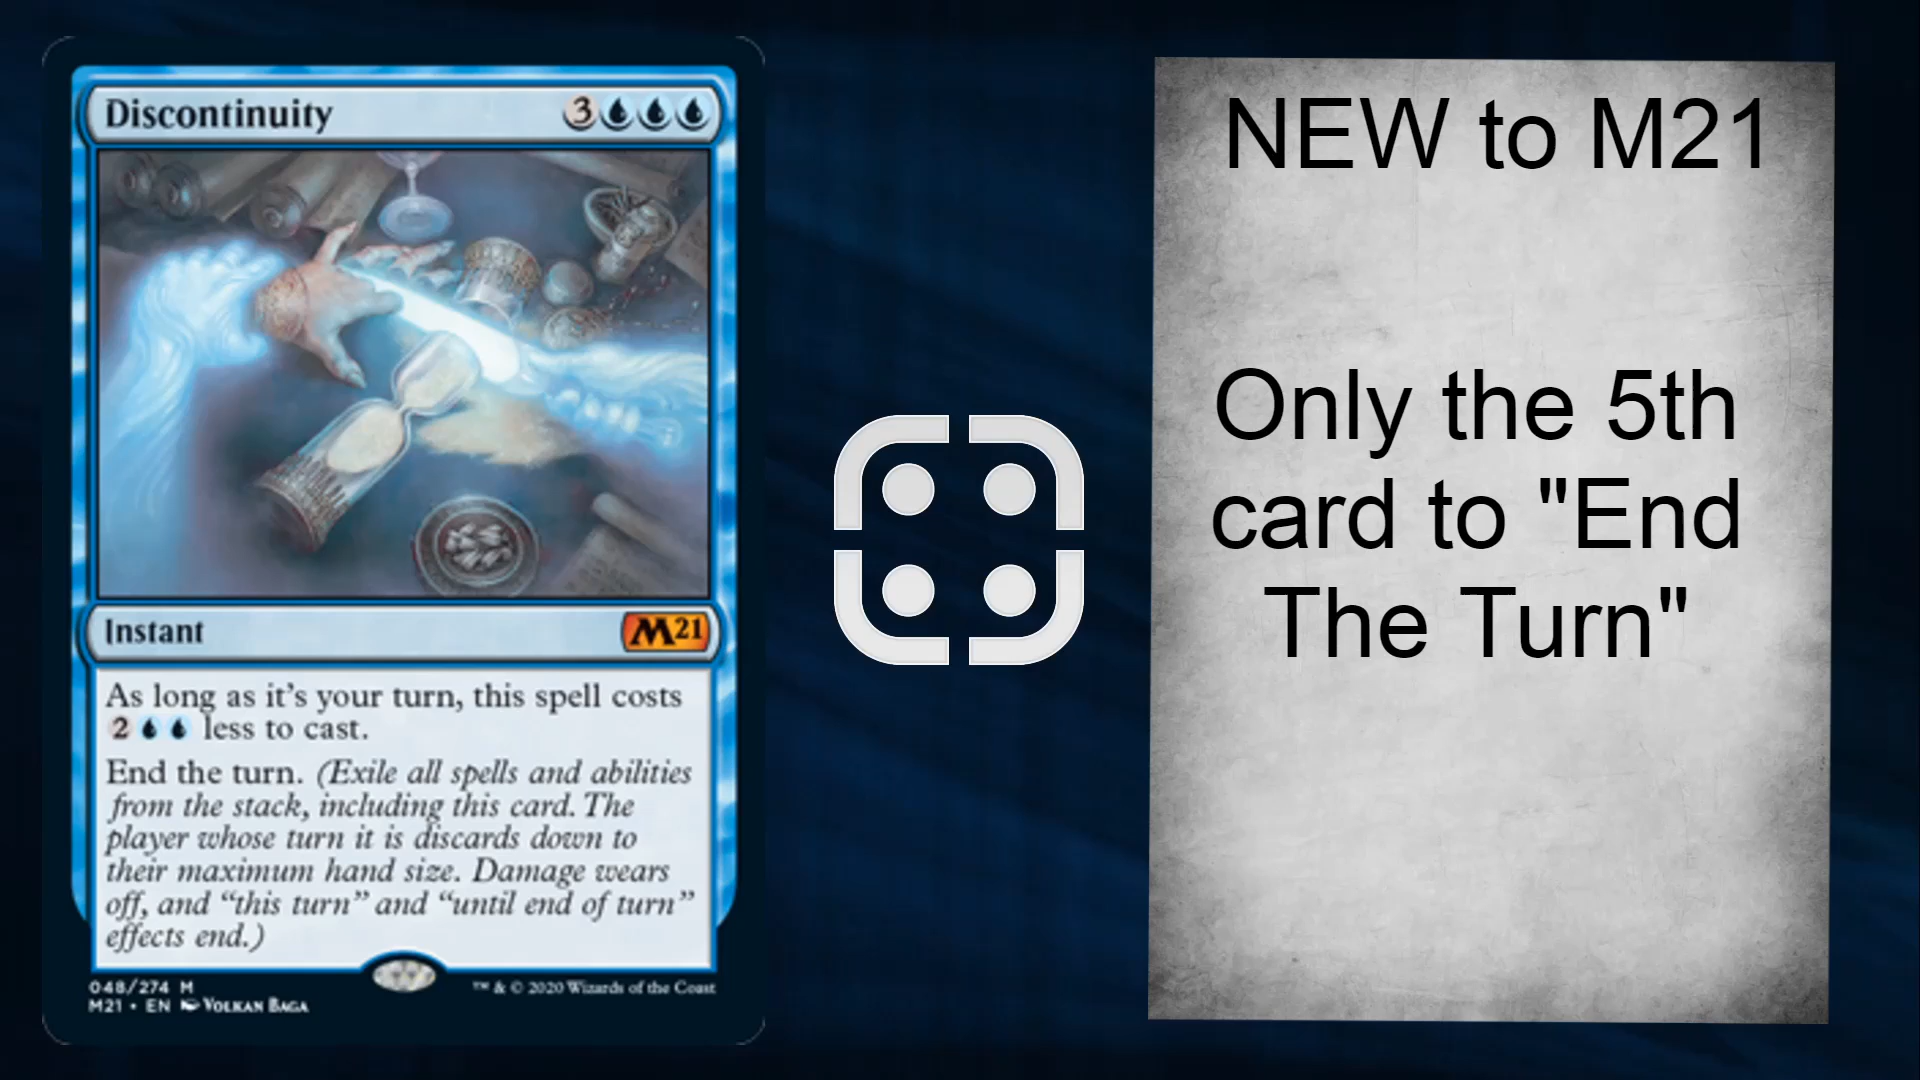 Discontinuity 3
Instant M21
As long as it's your turn, this spell costs
2 less to cast.
End the turn. (Exile all spells and abilities
from the stack, including this card. The
player whose turn it is discards down to
their maximum hand size. Damage wears
off, and "this turn" and "until end of turn"
effects end.)
048/274 M
M21 • EN VOLKAN BAGA
™ & © 2020 Wizards of the Coast
NEW to M21
Only the 5th
card to "End
The Turn"